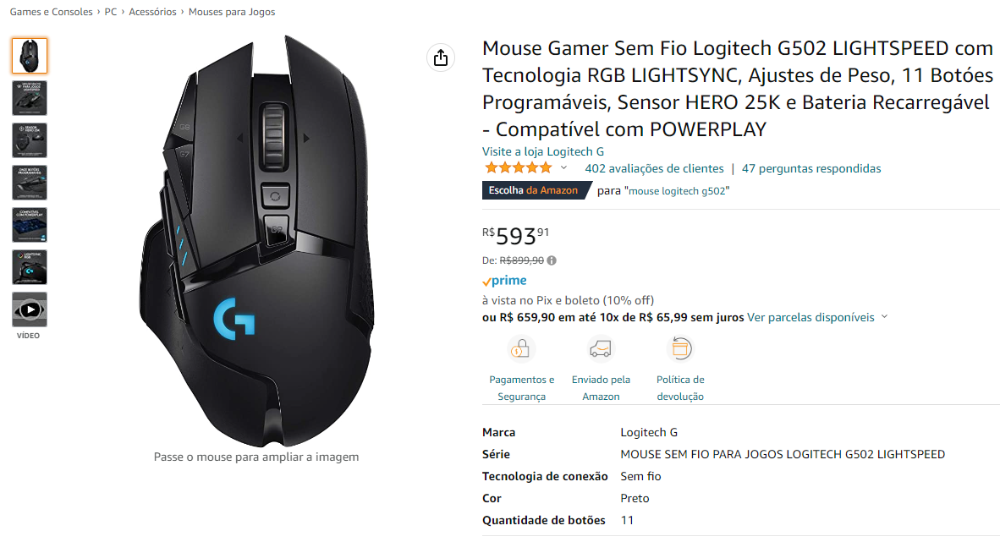 Games e Consoles › PC › Acessórios › Mouses para Jogos
Mouse Gamer Sem Fio Logitech G502 LIGHTSPEED com
Tecnologia RGB LIGHTSYNC, Ajustes de Peso, 11 Botóes
Programáveis, Sensor HERO 25K e Bateria Recarregável
- Compatível com POWERPLAY
Visite a loja Logitech G
402 avaliações de clientes | 47 perguntas respondidas
Escolha da Amazon para "mouse logitech g502"
R$ 593 91
De: R$899,90
prime
à vista no Pix e boleto (10% off)
ou R$ 659,90 em até 10x de R$ 65,99 sem juros Ver parcelas disponíveis
Pagamentos e
Segurança
Enviado pela
Amazon
Política de
devolução
Marca Logitech G
Série MOUSE SEM FIO PARA JOGOS LOGITECH G502 LIGHTSPEED
Tecnologia de conexão Sem fio
Cor Preto
Quantidade de botões 11
G8
G7
G9
VÍDEO
Passe o mouse para ampliar a imagem